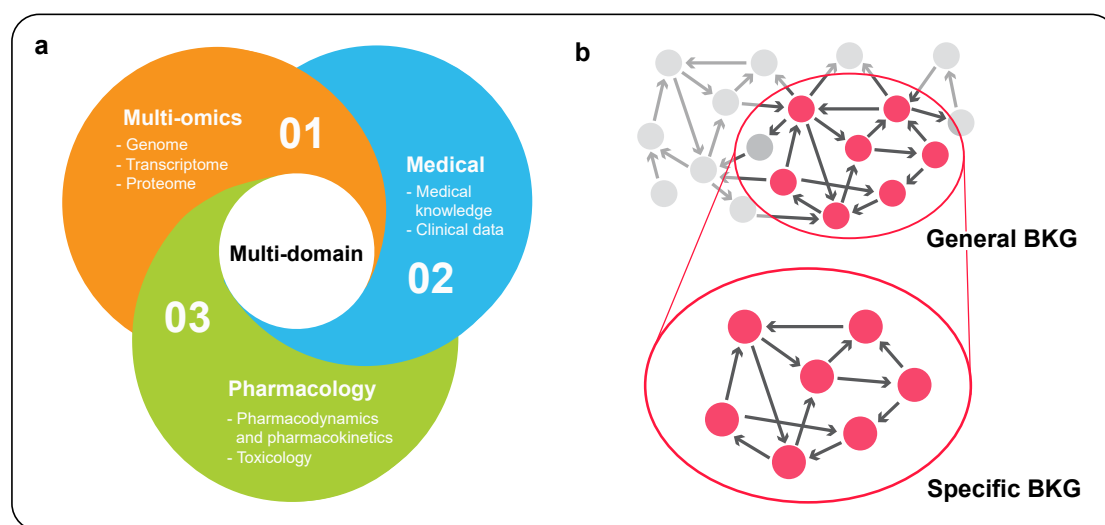 a
Multi-omics
- Genome
- Transcriptome
- Proteome
01
Medical
- Medical
knowledge
- Clinical data
02
Multi-domain
03
Pharmacology
- Pharmacodynamics
and pharmacokinetics
- Toxicology
b
General BKG
Specific BKG